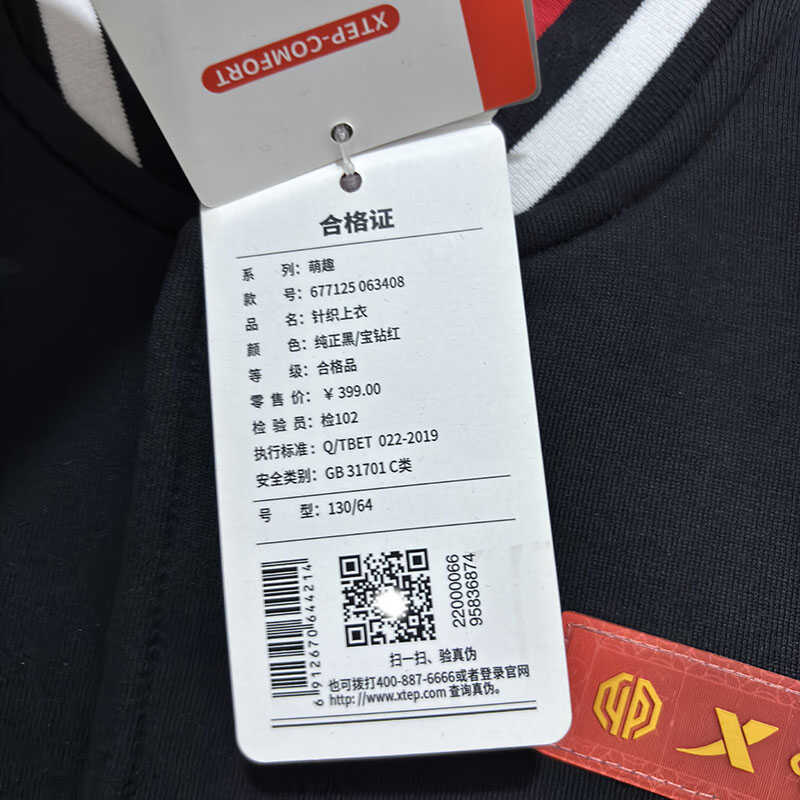 XTEP-COMFORT
合格证
系 列：萌趣
款 号：677125 063408
品 名：针织上衣
颜 色：纯正黑/宝钻红
等 级：合格品
零 售 价：￥399.00
检 验 员：检102
执行标准：Q/TBET 022-2019
安全类别：GB 31701 C类
号 型：130/64
6 912670 644214
22000066
95836874
扫一扫、验真伪
也可拨打400-887-6666或者登录官网
http: //www.xtep.com 查询真伪。